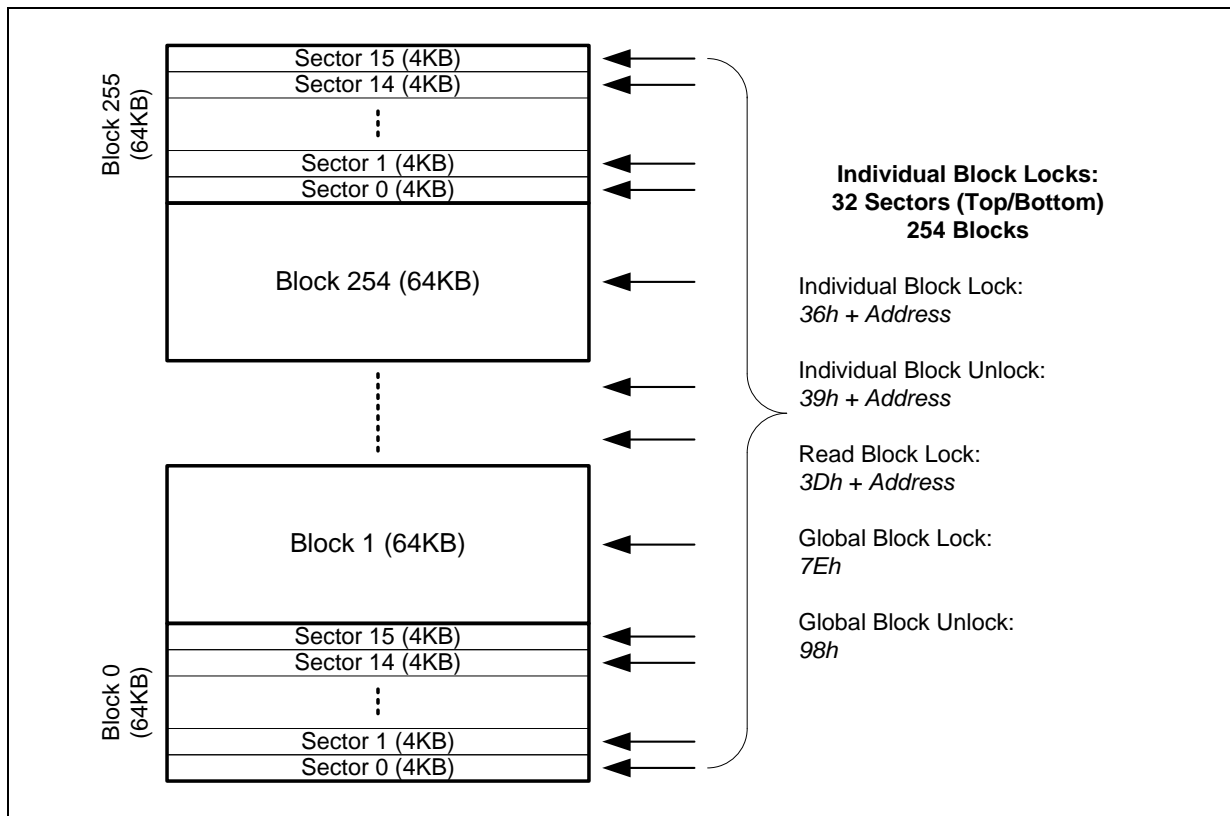 Block 255
(64KB)
Sector 15 (4KB)
Sector 14 (4KB)
Sector 1 (4KB)
Sector 0 (4KB)
Block 254 (64KB)
Block 1 (64KB)
Block 0
(64KB)
Sector 15 (4KB)
Sector 14 (4KB)
Sector 1 (4KB)
Sector 0 (4KB)
Individual Block Locks:
32 Sectors (Top/Bottom)
254 Blocks
Individual Block Lock:
36h + Address
Individual Block Unlock:
39h + Address
Read Block Lock:
3Dh + Address
Global Block Lock:
7Eh
Global Block Unlock:
98h